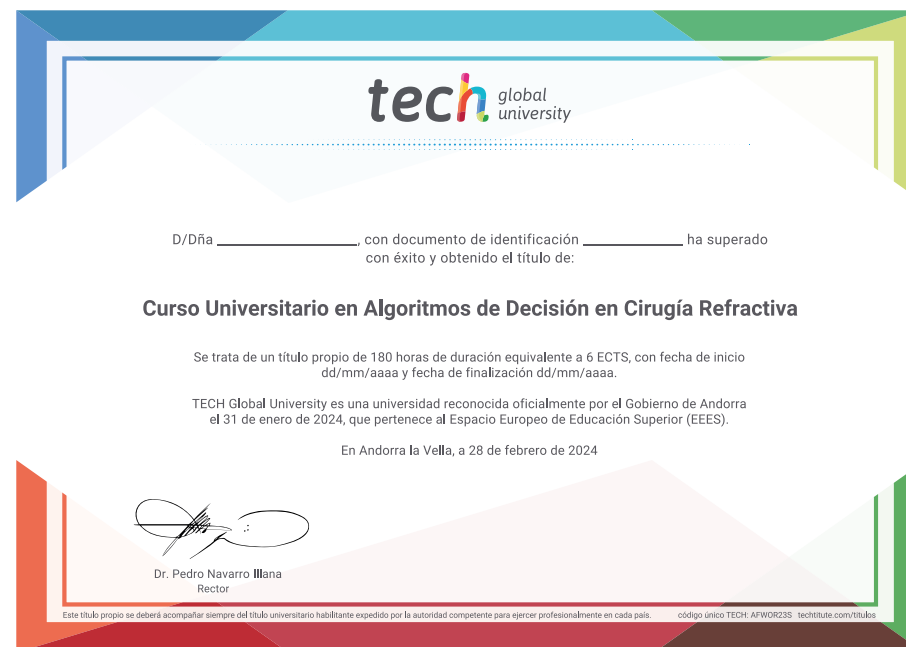 tech global university
D/Dña ______________, con documento de identificación __________ ha superado
con éxito y obtenido el título de:
Curso Universitario en Algoritmos de Decisión en Cirugía Refractiva
Se trata de un título propio de 180 horas de duración equivalente a 6 ECTS, con fecha de inicio
dd/mm/aaaa y fecha de finalización dd/mm/aaaa.
TECH Global University es una universidad reconocida oficialmente por el Gobierno de Andorra
el 31 de enero de 2024, que pertenece al Espacio Europeo de Educación Superior (EEES).
En Andorra la Vella, a 28 de febrero de 2024
Dr. Pedro Navarro Illana
Rector
Este título propio se deberá acompañar siempre del título universitario habilitante expedido por la autoridad competente para ejercer profesionalmente en cada país. código único TECH: AFWOR23S techtitute.com/titulos